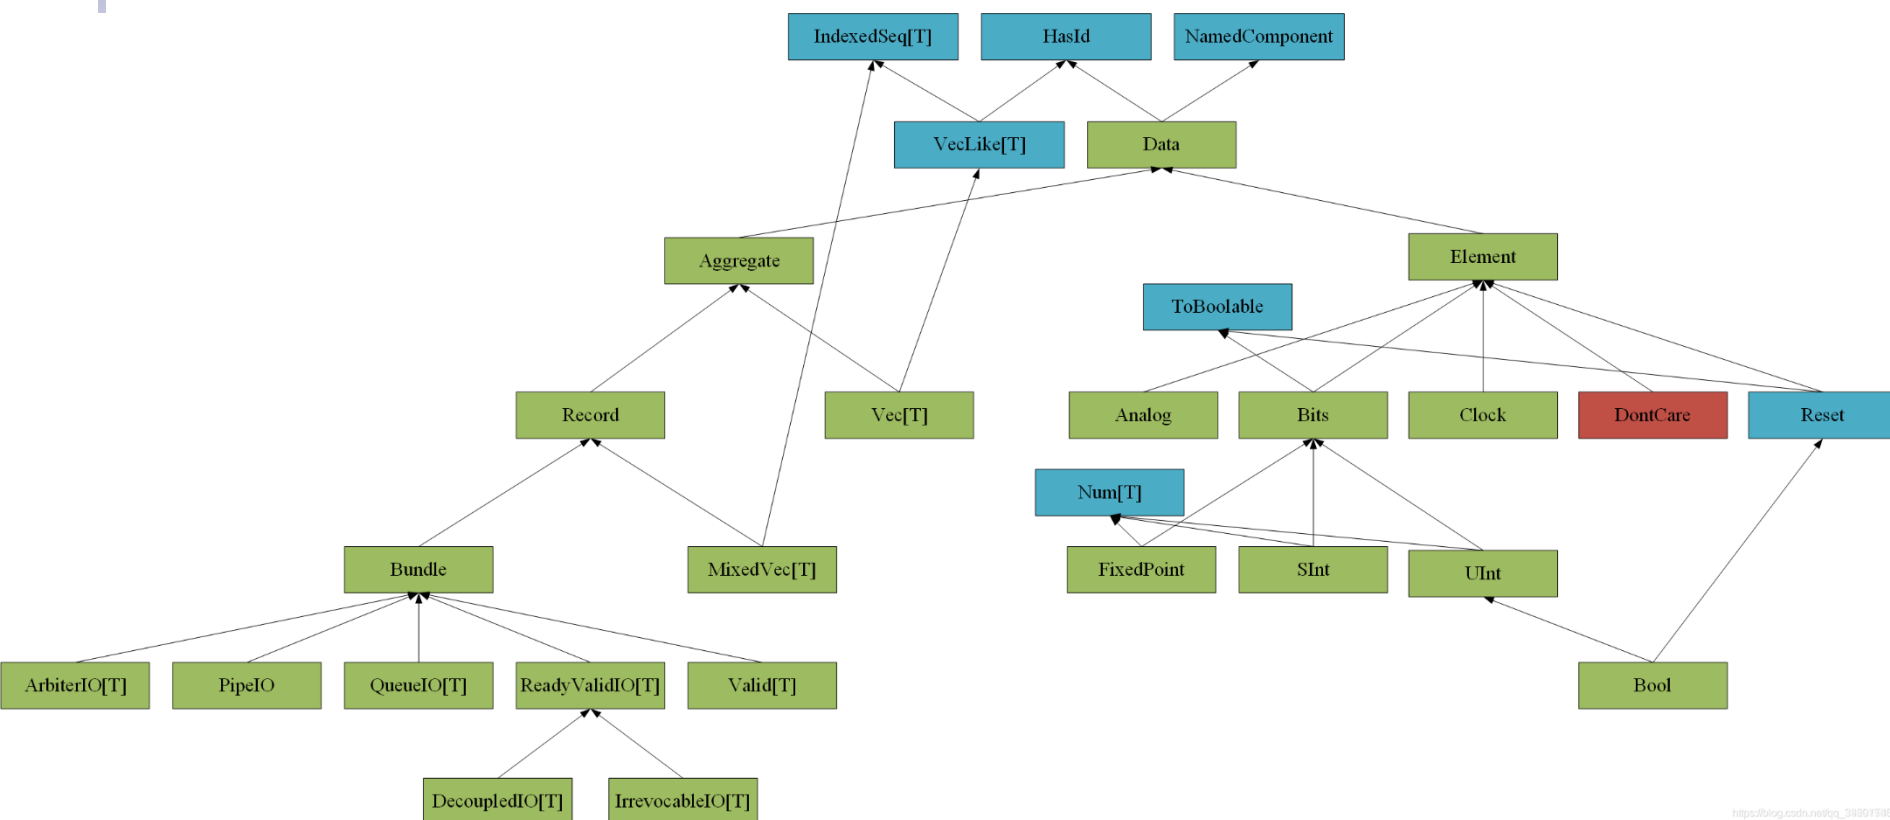 IndexedSeq[T]
HasId
NamedComponent
VecLike[T]
Data
Aggregate
Element
ToBoolable
Record
Vec[T]
Analog
Bits
Clock
DontCare
Reset
Num[T]
Bundle
MixedVec[T]
FixedPoint
SInt
UInt
ArbiterIO[T]
PipeIO
QueueIO[T]
ReadyValidIO[T]
Valid[T]
Bool
DecoupledIO[T]
IrrevocableIO[T]